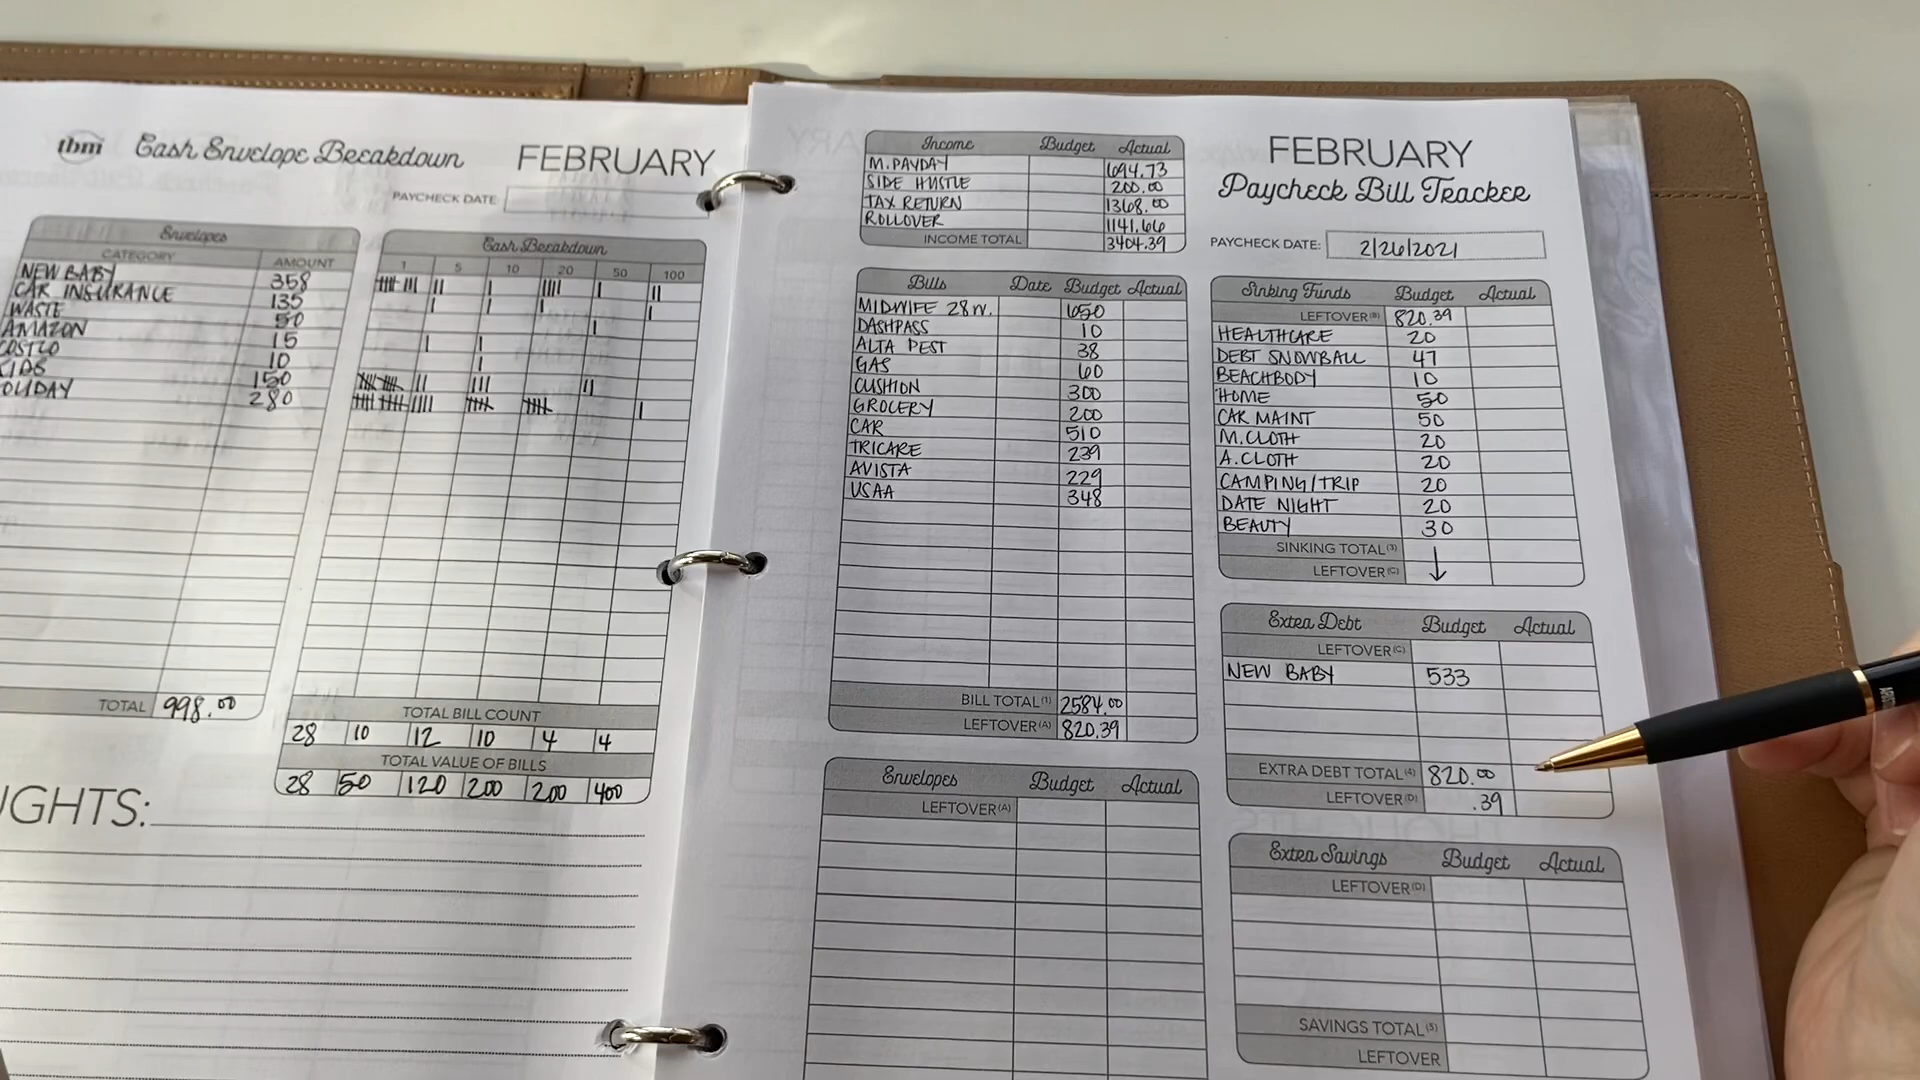 tbm Cash Envelope Breakdown FEBRUARY
PAYCHECK DATE:
Envelopes
CATEGORY AMOUNT
NEW BABY 358
CAR INSURANCE 135
WASTE 50
AMAZON 15
COSTCO 10
KIDS 150
OLIDAY 280
TOTAL 998.00
Cash Breakdown
1 5 10 20 50 100
TOTAL BILL COUNT
28 10 12 10 4 4
TOTAL VALUE OF BILLS
28 50 120 200 200 400
UGHTS:
FEBRUARY
Paycheck Bill Tracker
PAYCHECK DATE: 2/26/2021
Income Budget Actual
M.PAYDAY 694.73
SIDE HUSTLE 200.00
TAX RETURN 1368.00
ROLLOVER 1141.66
INCOME TOTAL 3404.39
Bills Date Budget Actual
MIDWIFE 28W. 650
DASHPASS 10
ALTA PEST 38
GAS 60
CUSHION 300
GROCERY 200
CAR 510
TRICARE 239
AVISTA 229
USAA 348
BILL TOTAL (1) 2584.00
LEFTOVER (A) 820.39
Envelopes Budget Actual
LEFTOVER (A)
Sinking Funds Budget Actual
LEFTOVER (B) 820.39
HEALTHCARE 20
DEBT SNOWBALL 47
BEACHBODY 10
HOME 50
CAR MAINT 50
M.CLOTH 20
A.CLOTH 20
CAMPING/TRIP 20
DATE NIGHT 20
BEAUTY 30
SINKING TOTAL (3)
LEFTOVER (C)
Extra Debt Budget Actual
LEFTOVER (C)
NEW BABY 533
EXTRA DEBT TOTAL (4) 820.00
LEFTOVER (D) .39
Extra Savings Budget Actual
LEFTOVER (D)
SAVINGS TOTAL (5)
LEFTOVER